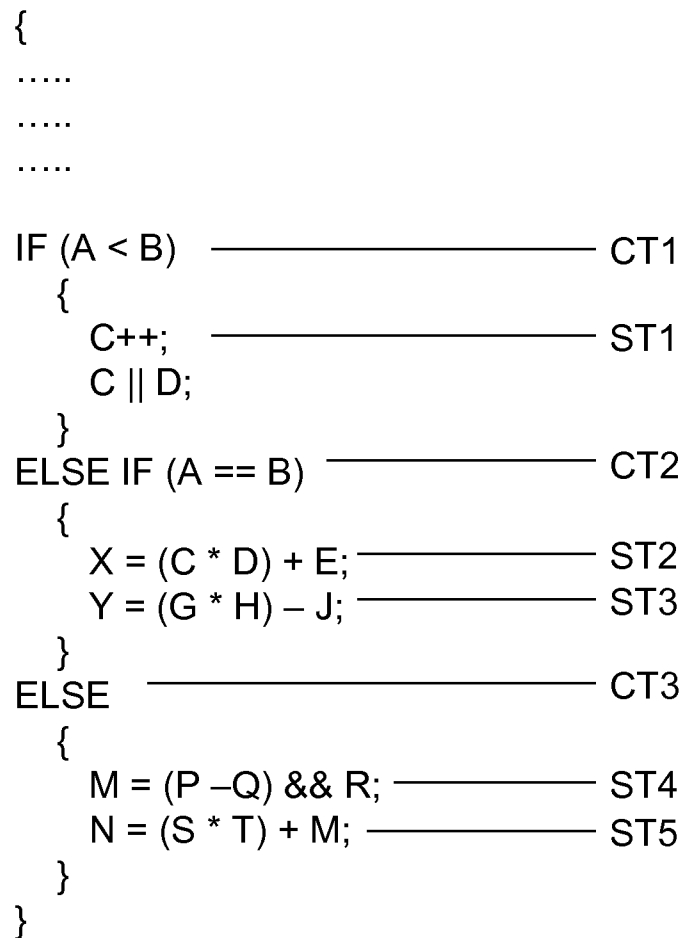 {
…..
…..
…..
IF (A < B) CT1
{
C++; ST1
C || D;
}
ELSE IF (A == B) CT2
{
X = (C * D) + E; ST2
Y = (G * H) – J; ST3
}
ELSE CT3
{
M = (P –Q) && R; ST4
N = (S * T) + M; ST5
}
}